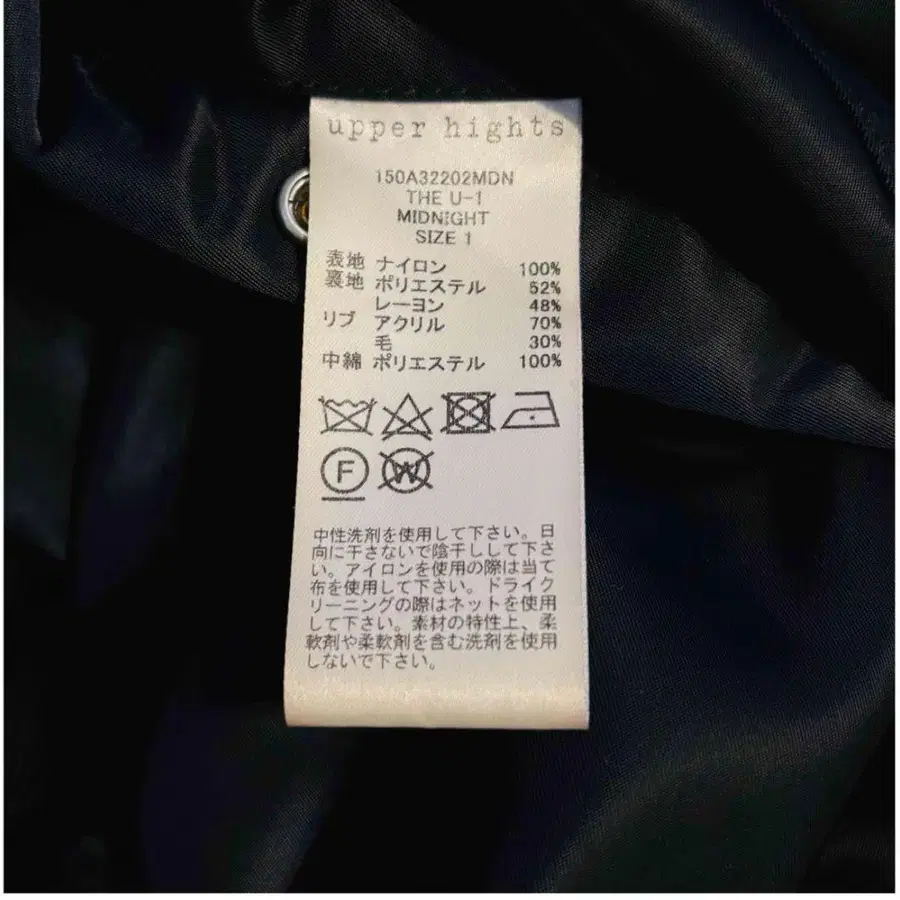 upper hights
150A32202MDN
THE U-1
MIDNIGHT
SIZE 1
表地 ナイロン 100%
裏地 ポリエステル 52%
レーヨン 48%
リブ アクリル 70%
毛 30%
中綿 ポリエステル 100%
F W
中性洗剤を使用して下さい。日
向に干さないで陰干しして下さ
い。アイロンを使用の際は当て
布を使用して下さい。ドライク
リーニングの際はネットを使用
して下さい。素材の特性上、柔
軟剤や柔軟剤を含む洗剤を使用
しないで下さい。